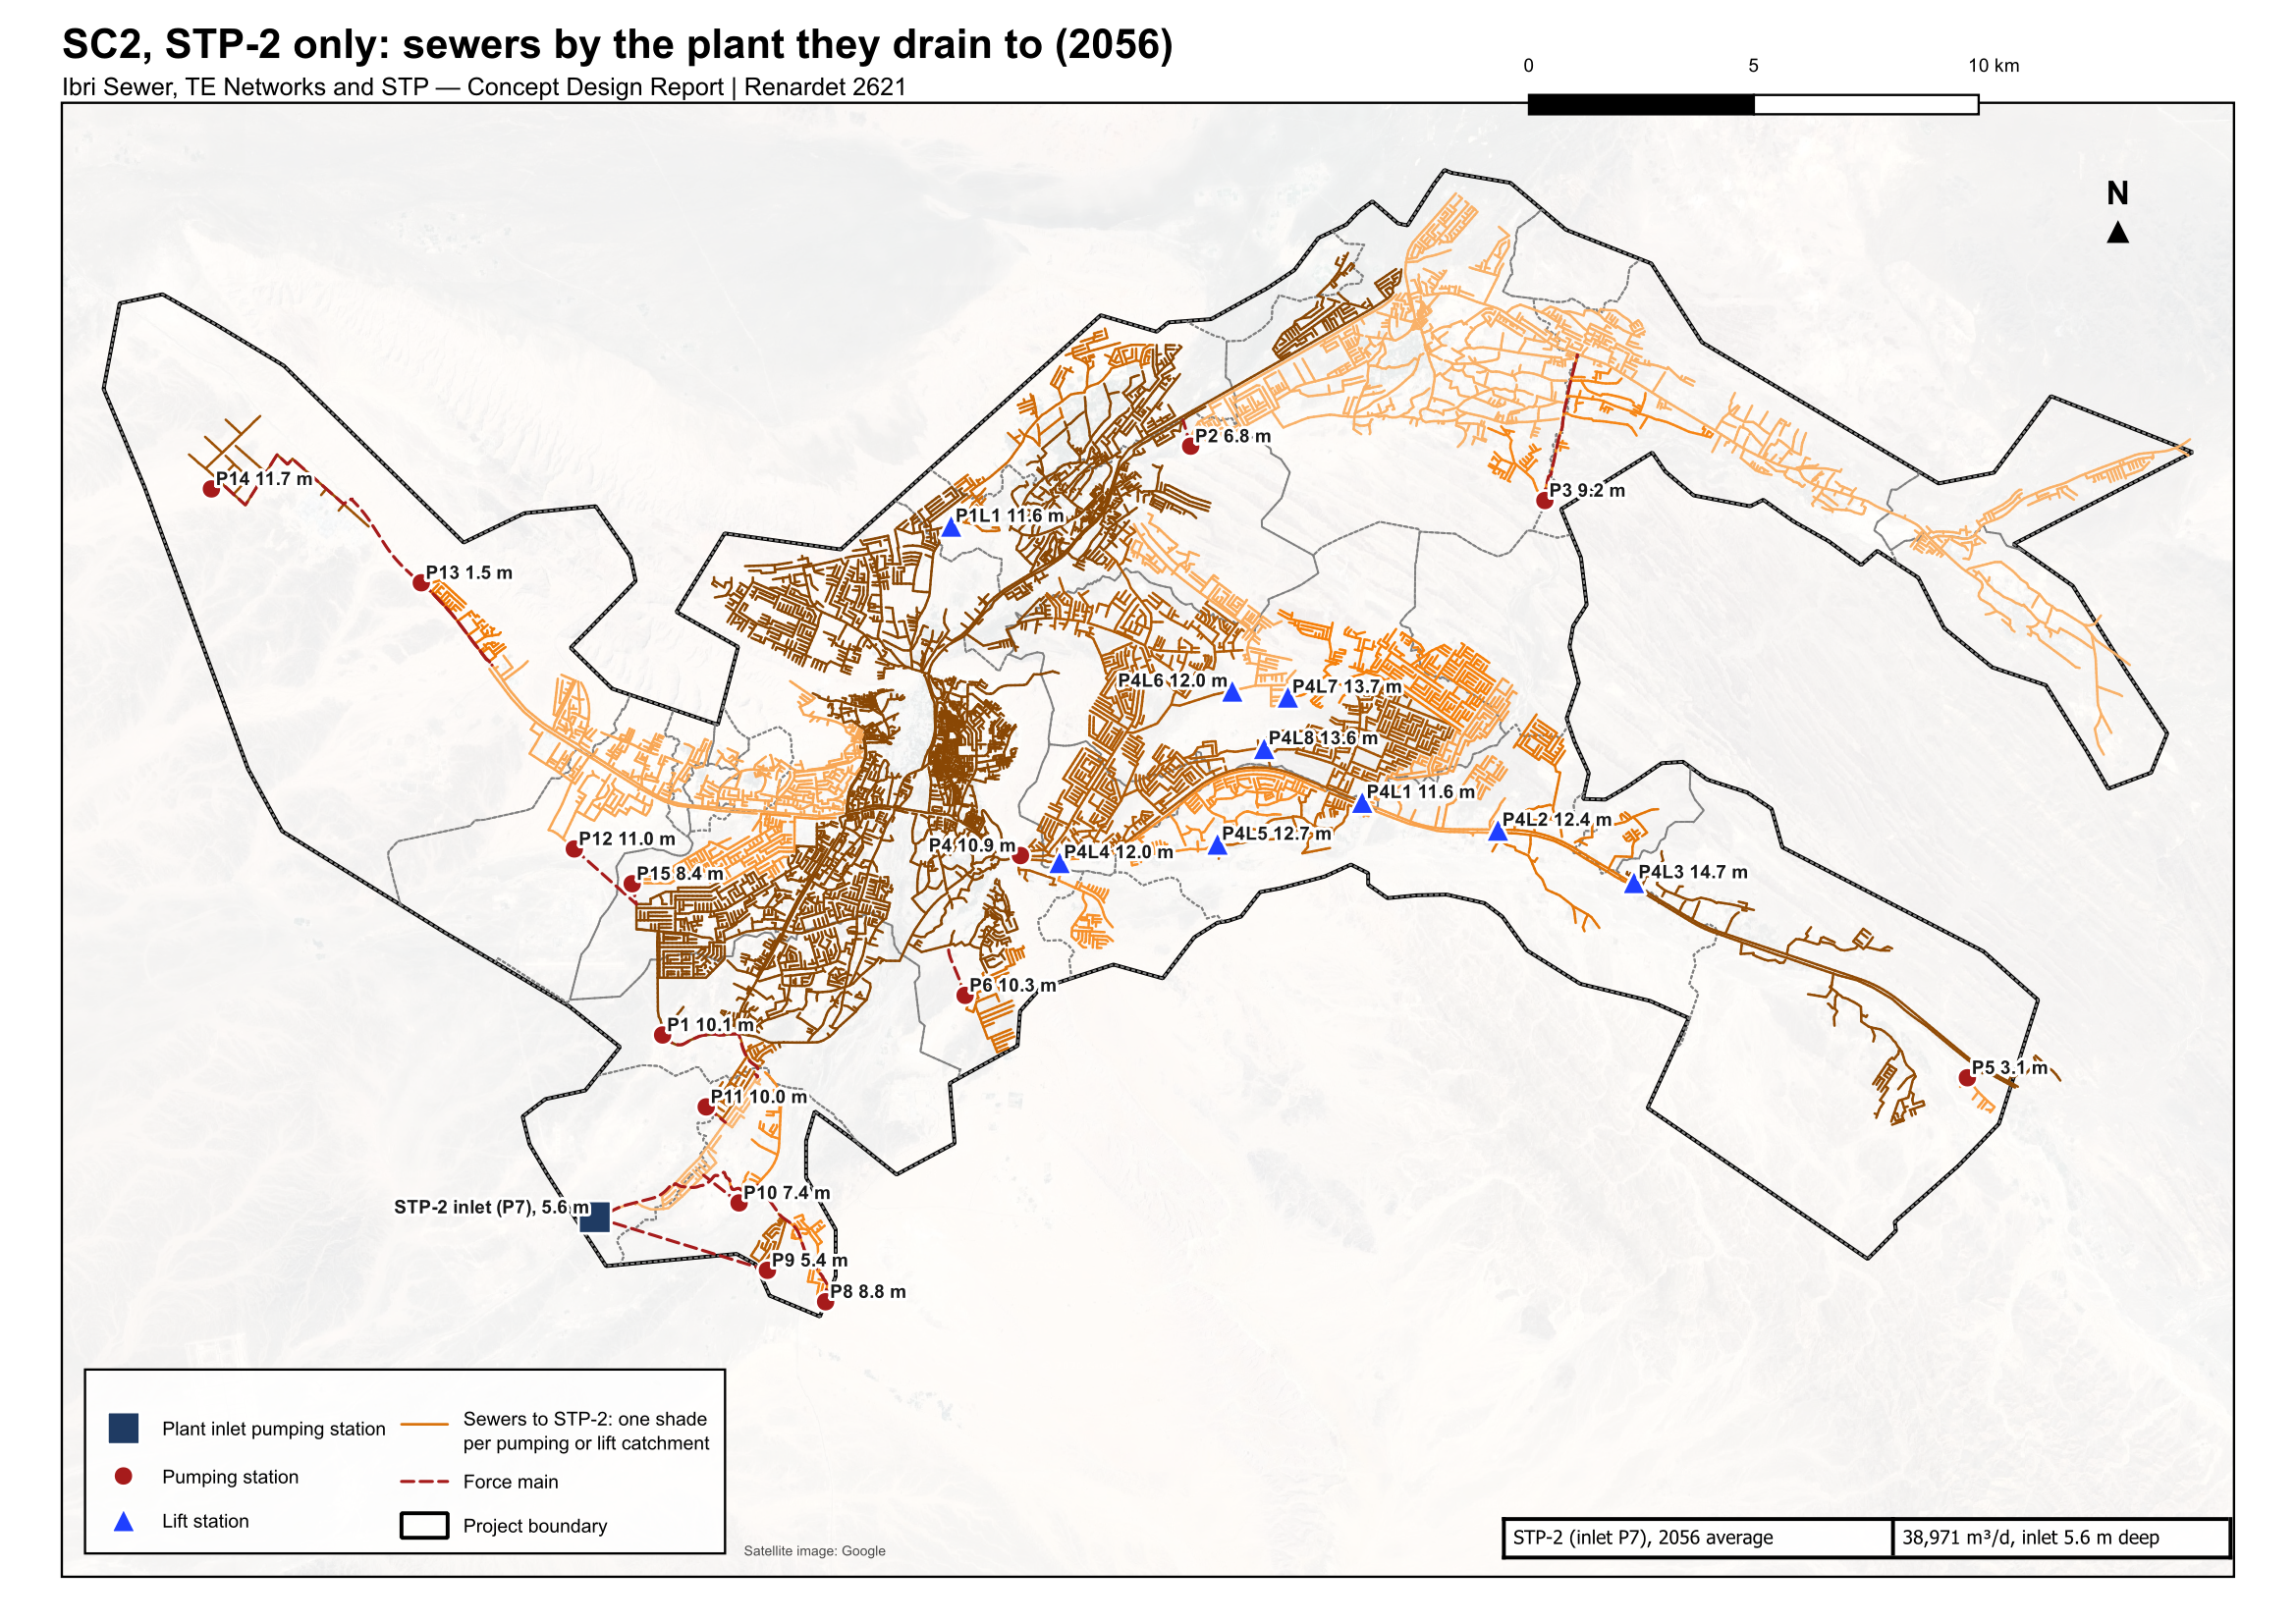 SC2, STP-2 only: sewers by the plant they drain to (2056)
Ibri Sewer, TE Networks and STP — Concept Design Report | Renardet 2621
0 5 10 km
N
P2 6.8 m
P14 11.7 m
P3 9.2 m
P1L1 11.6 m
P13 1.5 m
P4L6 12.0 m
P4L7 13.7 m
P4L8 13.6 m
P4L1 11.6 m
P4L2 12.4 m
P12 11.0 m
P4 10.9 m
P4L4 12.0 m
P4L5 12.7 m
P15 8.4 m
P4L3 14.7 m
P6 10.3 m
P1 10.1 m
P5 3.1 m
P11 10.0 m
P10 7.4 m
STP-2 inlet (P7), 5.6 m
P9 5.4 m
P8 8.8 m
Plant inlet pumping station
Pumping station
Lift station
Sewers to STP-2: one shade
per pumping or lift catchment
Force main
Project boundary
Satellite image: Google
STP-2 (inlet P7), 2056 average
38,971 m³/d, inlet 5.6 m deep